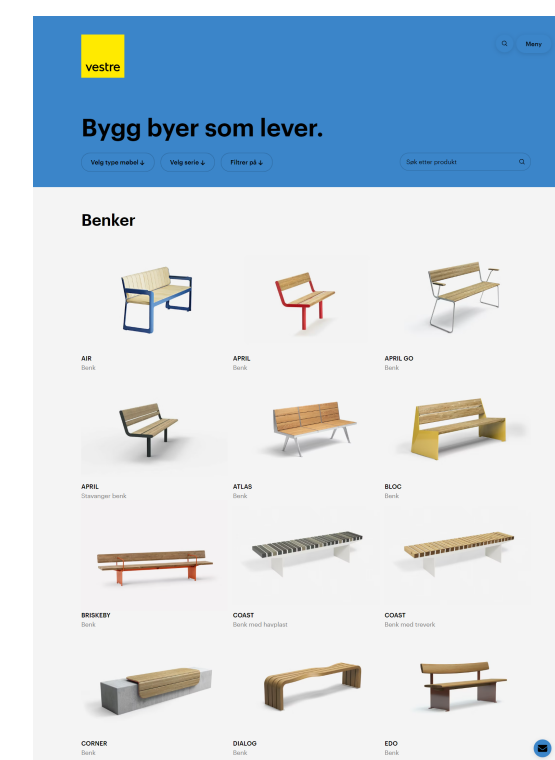 vestre
Meny
Bygg byer som lever.
Velg type møbel ↓
Velg serie ↓
Filtrer på ↓
Søk etter produkt
Benker
AIR
Benk
APRIL
Benk
APRIL GO
Benk
APRIL
Stavanger benk
ATLAS
Benk
BLOC
Benk
BRISKEBY
Benk
COAST
Benk med havplast
COAST
Benk med treverk
CORNER
Benk
DIALOG
Benk
EDO
Benk